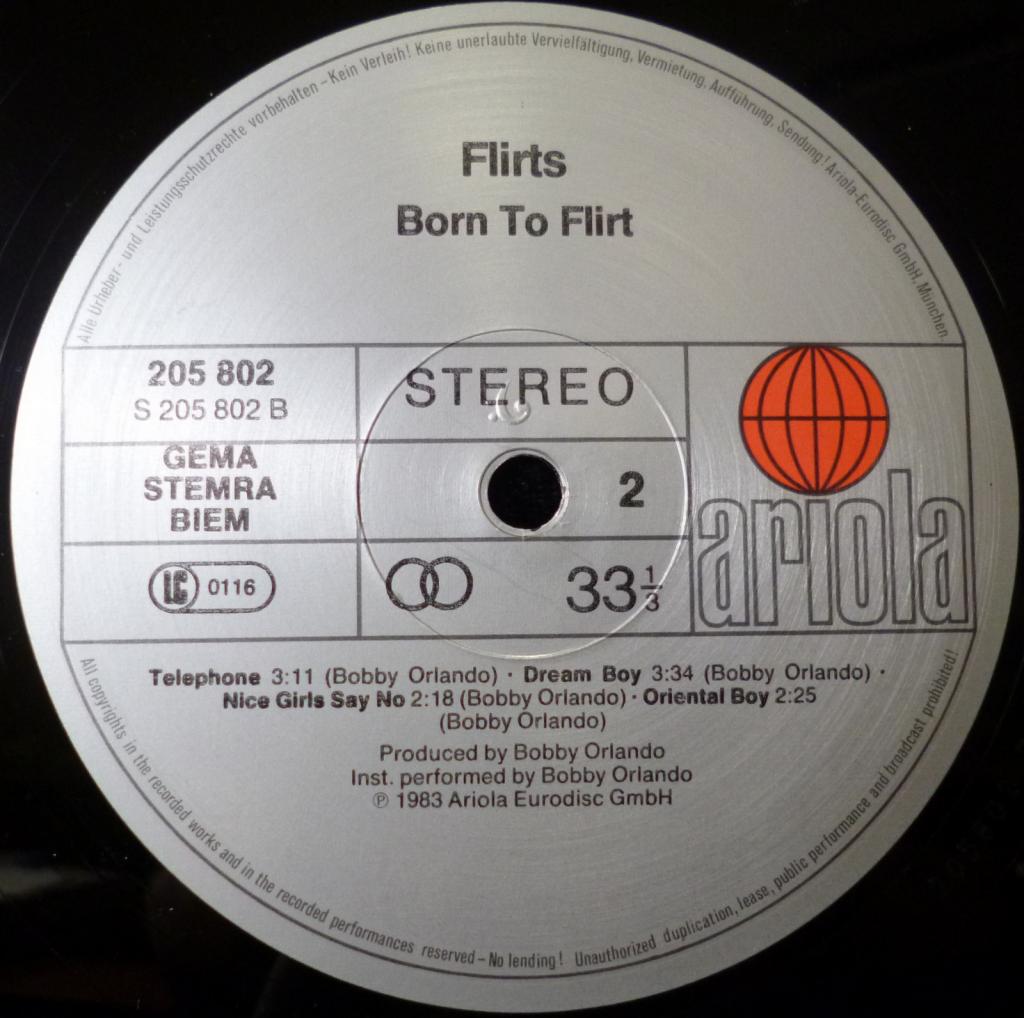 Alle Urheber- und Leistungsschutzrechte vorbehalten – Kein Verleih! Keine unerlaubte Vervielfältigung, Vermietung, Aufführung, Sendung! Ariola-Eurodisc GmbH, München.
Flirts
Born To Flirt
205 802
S 205 802 B
STEREO
GEMA
STEMRA
BIEM
2
LC 0116
33 1/3
ariola
Telephone 3:11 (Bobby Orlando) · Dream Boy 3:34 (Bobby Orlando) ·
Nice Girls Say No 2:18 (Bobby Orlando) · Oriental Boy 2:25
(Bobby Orlando)
Produced by Bobby Orlando
Inst. performed by Bobby Orlando
℗ 1983 Ariola Eurodisc GmbH
All copyrights in the recorded works and in the recorded performances reserved – No lending! Unauthorized duplication, lease, public performance and broadcast prohibited!